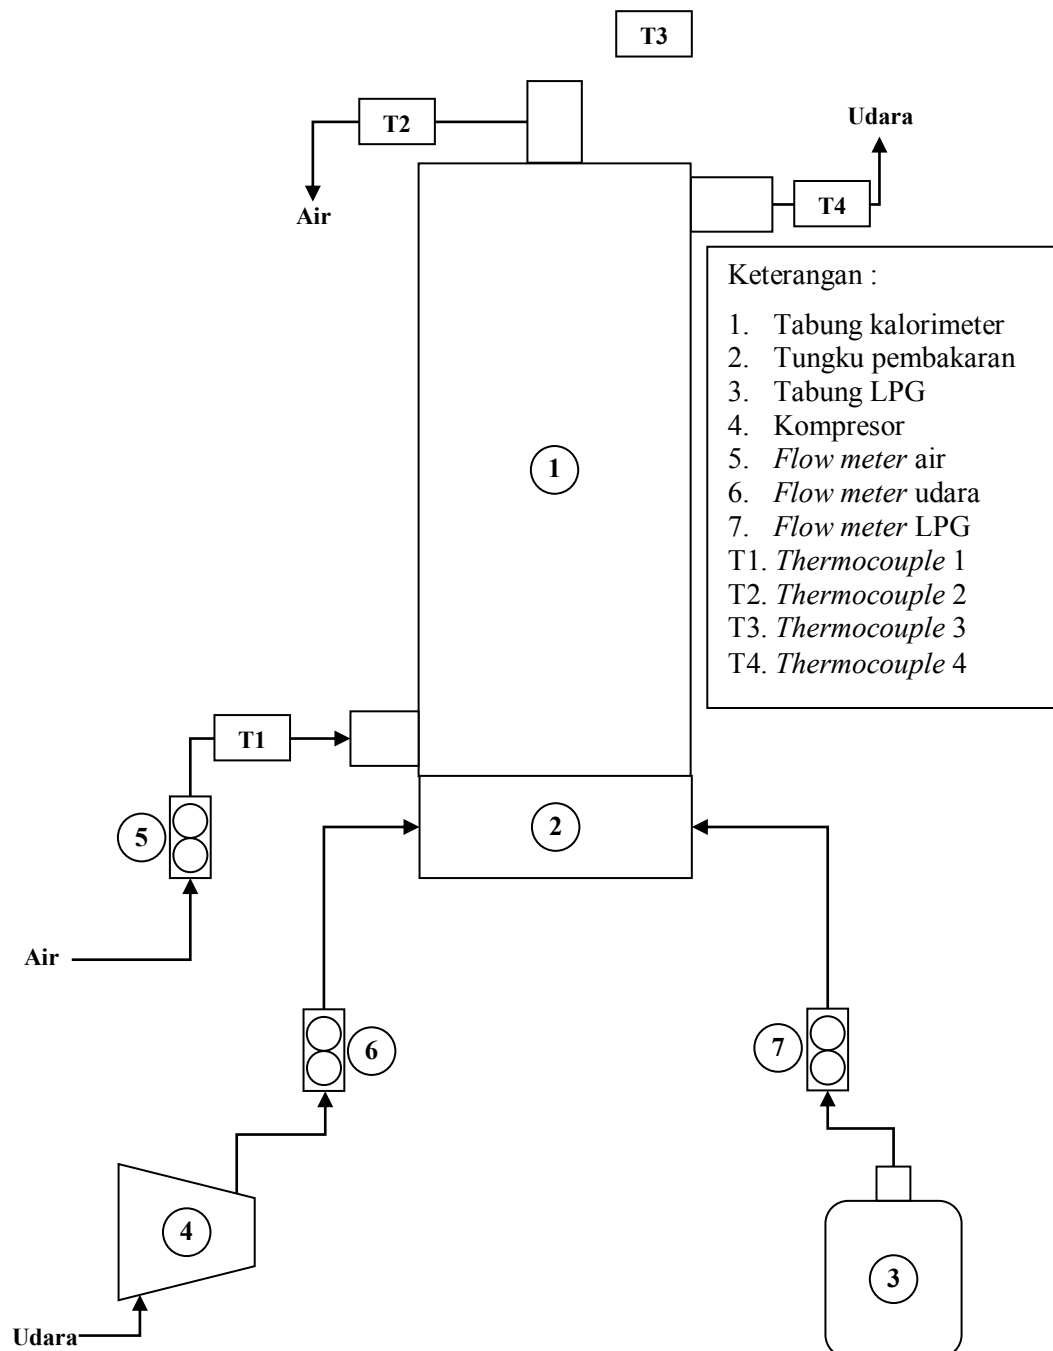 T3
T2
Udara
Air
T4
Keterangan :
1. Tabung kalorimeter
2. Tungku pembakaran
3. Tabung LPG
4. Kompresor
5. Flow meter air
6. Flow meter udara
7. Flow meter LPG
T1. Thermocouple 1
T2. Thermocouple 2
T3. Thermocouple 3
T4. Thermocouple 4
1
T1
5
2
Air
6
7
4
3
Udara